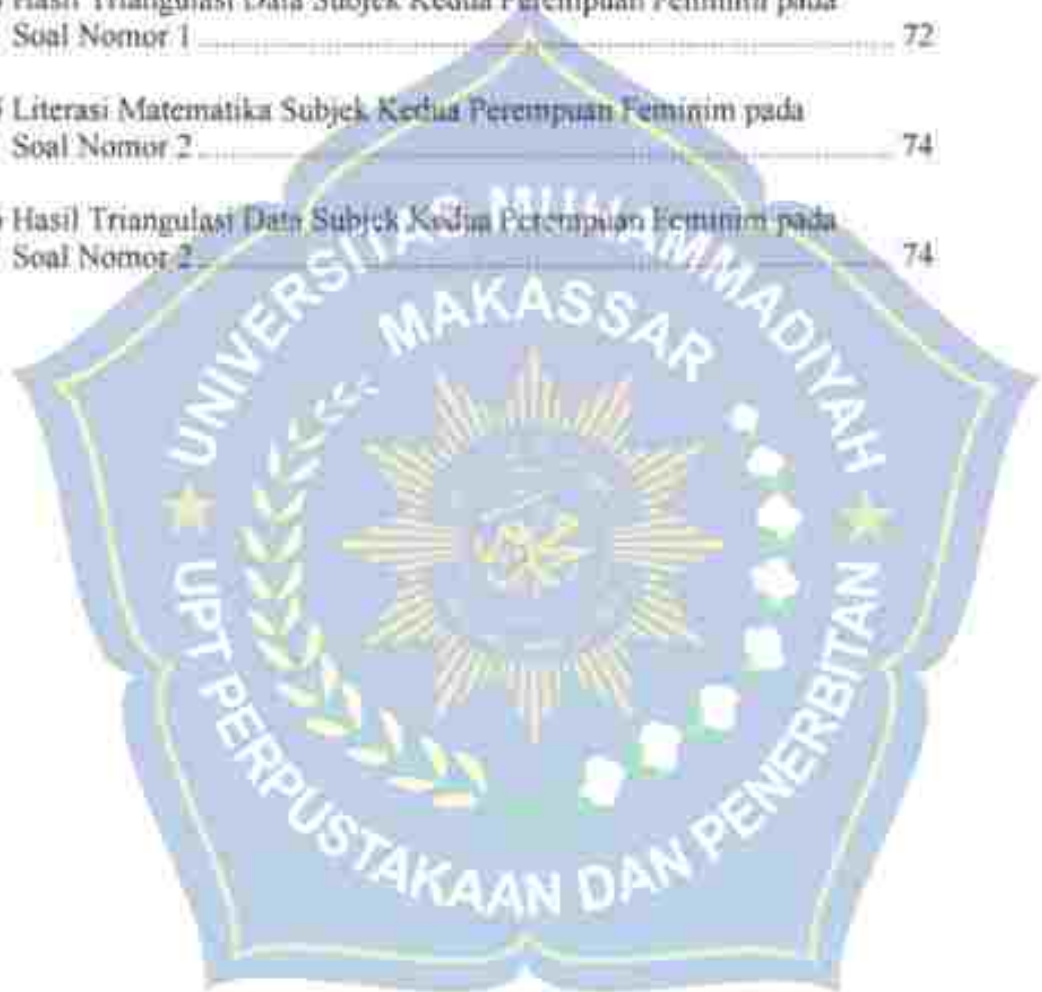 Hasil Triangulasi Data Subjek Kedua Perempuan Feminim pada
Soal Nomor 1 ........................................ 72
Literasi Matematika Subjek Kedua Perempuan Feminim pada
Soal Nomor 2 ........................................ 74
Hasil Triangulasi Data Subjek Kedua Perempuan Feminim pada
Soal Nomor 2 ........................................ 74
UNIVERSITAS MUHAMMADIYAH
MAKASSAR
UPT PERPUSTAKAAN DAN PENERBITAN